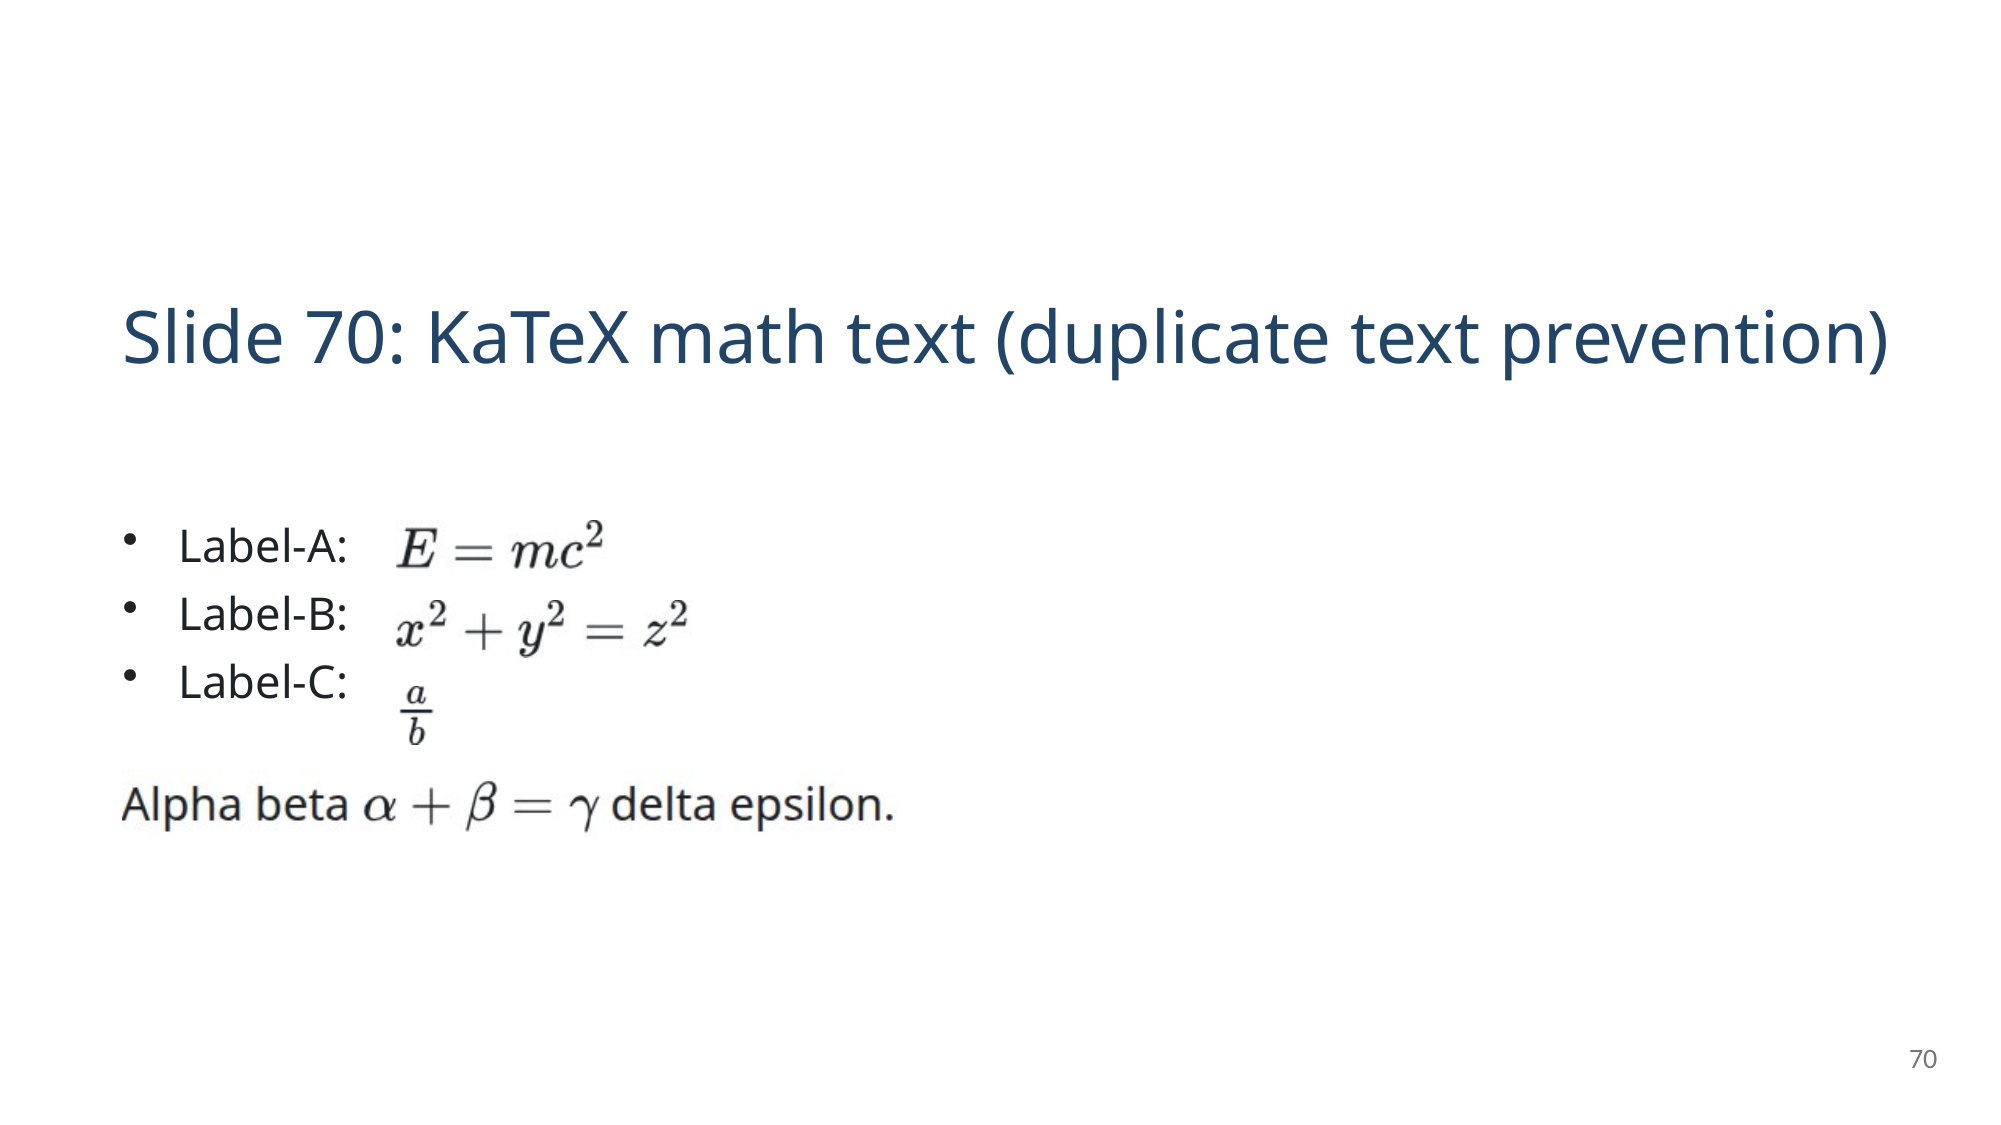 Slide 70: KaTeX math text (duplicate text prevention)
• Label-A: E = mc²
• Label-B: x² + y² = z²
• Label-C: a/b
Alpha beta α + β = γ delta epsilon.
70